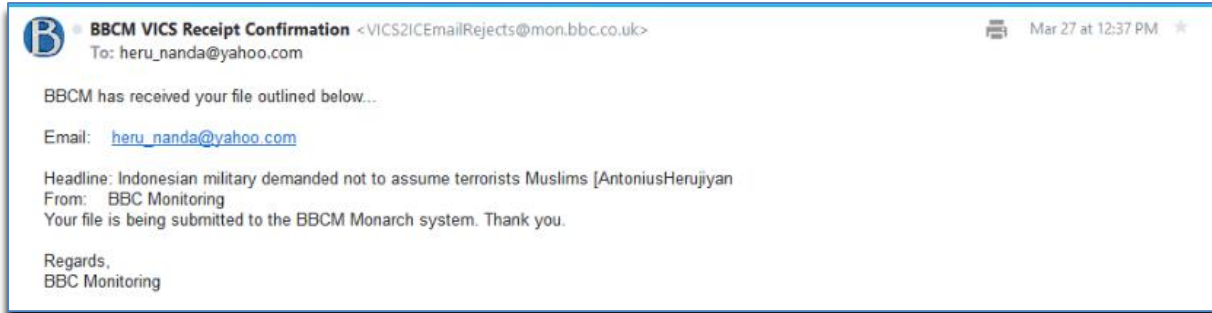 B
BBCM VICS Receipt Confirmation <VICS2ICEmailRejects@mon.bbc.co.uk> Mar 27 at 12:37 PM
To: heru_nanda@yahoo.com
BBCM has received your file outlined below...
Email: heru_nanda@yahoo.com
Headline: Indonesian military demanded not to assume terrorists Muslims [AntoniusHerujiyan
From: BBC Monitoring
Your file is being submitted to the BBCM Monarch system. Thank you.
Regards,
BBC Monitoring